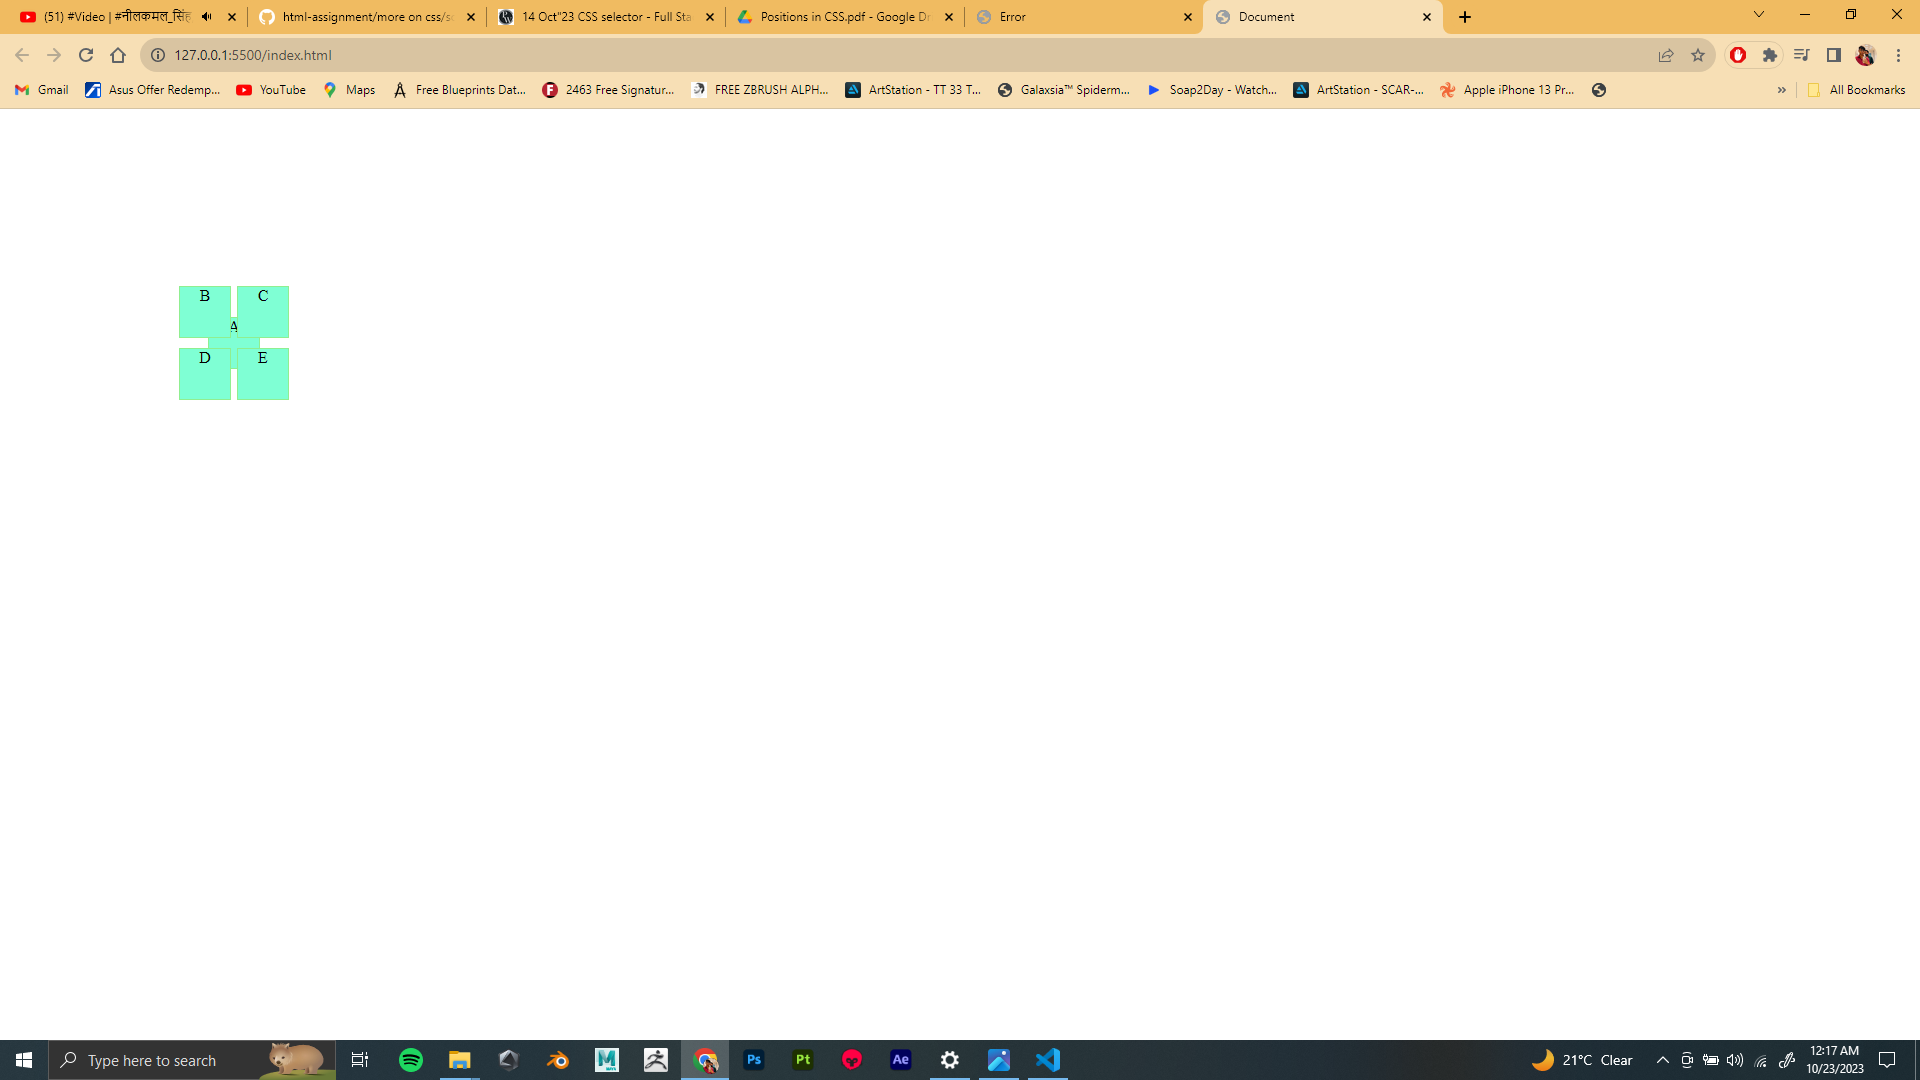 (51) #Video | #नीलकमल_सिंह
html-assignment/more on css/s
14 Oct"23 CSS selector - Full Sta
Positions in CSS.pdf - Google Dr
Error
Document
127.0.0.1:5500/index.html
Gmail
Asus Offer Redemp...
YouTube
Maps
Free Blueprints Dat...
2463 Free Signatur...
FREE ZBRUSH ALPH...
ArtStation - TT 33 T...
Galaxsia™ Spiderm...
Soap2Day - Watch...
ArtStation - SCAR-...
Apple iPhone 13 Pr...
»
All Bookmarks
B C
A
D E
Type here to search
M
Ps
Pt
Ae
21°C Clear
12:17 AM
10/23/2023